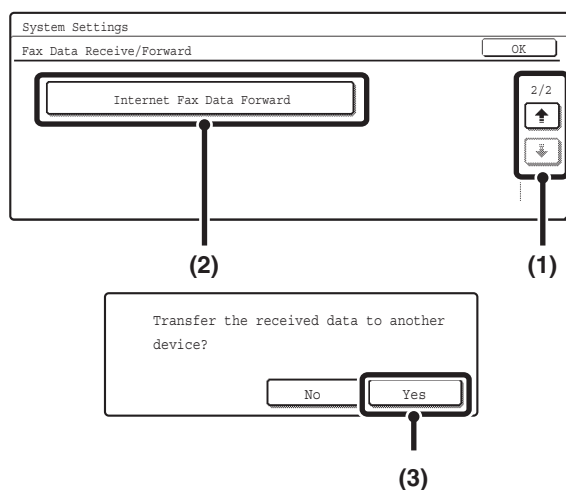 System Settings
Fax Data Receive/Forward
OK
Internet Fax Data Forward
2/2
(2)
(1)
Transfer the received data to another
device?
No
Yes
(3)